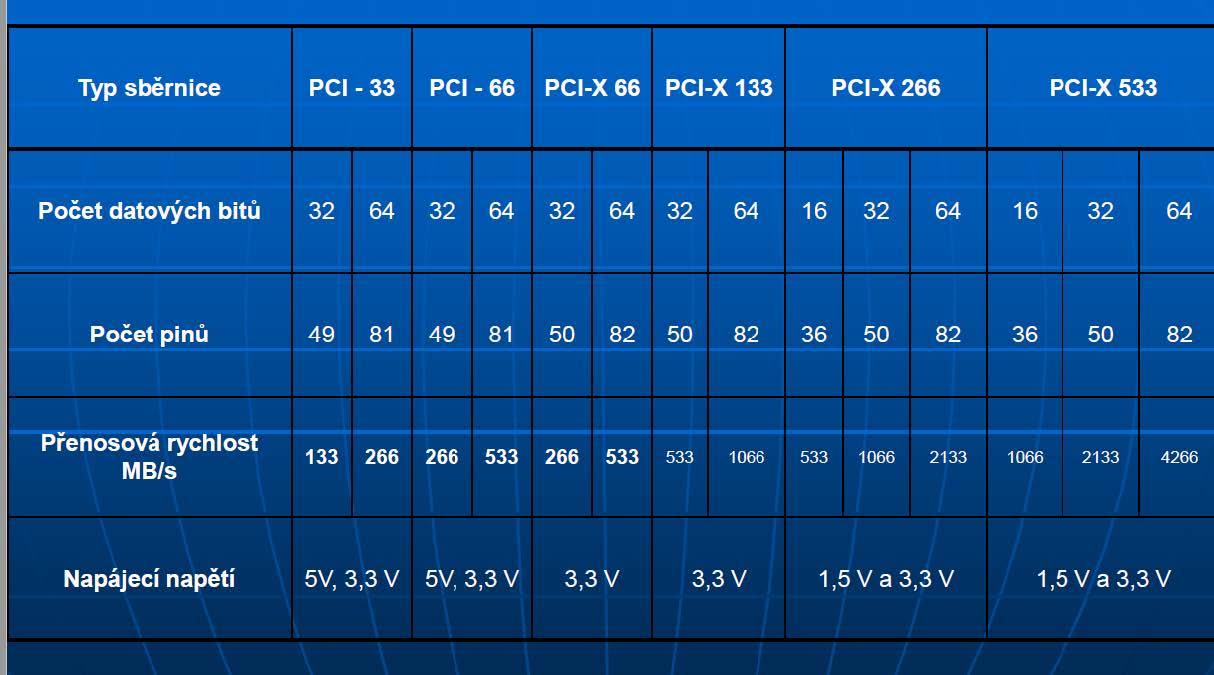 Typ sběrnice PCI - 33 PCI - 66 PCI-X 66 PCI-X 133 PCI-X 266 PCI-X 533
Počet datových bitů 32 64 32 64 32 64 32 64 16 32 64 16 32 64
Počet pinů 49 81 49 81 50 82 50 82 36 50 82 36 50 82
Přenosová rychlost
MB/s 133 266 266 533 266 533 533 1066 533 1066 2133 1066 2133 4266
Napájecí napětí 5V, 3,3 V 5V, 3,3 V 3,3 V 3,3 V 1,5 V a 3,3 V 1,5 V a 3,3 V